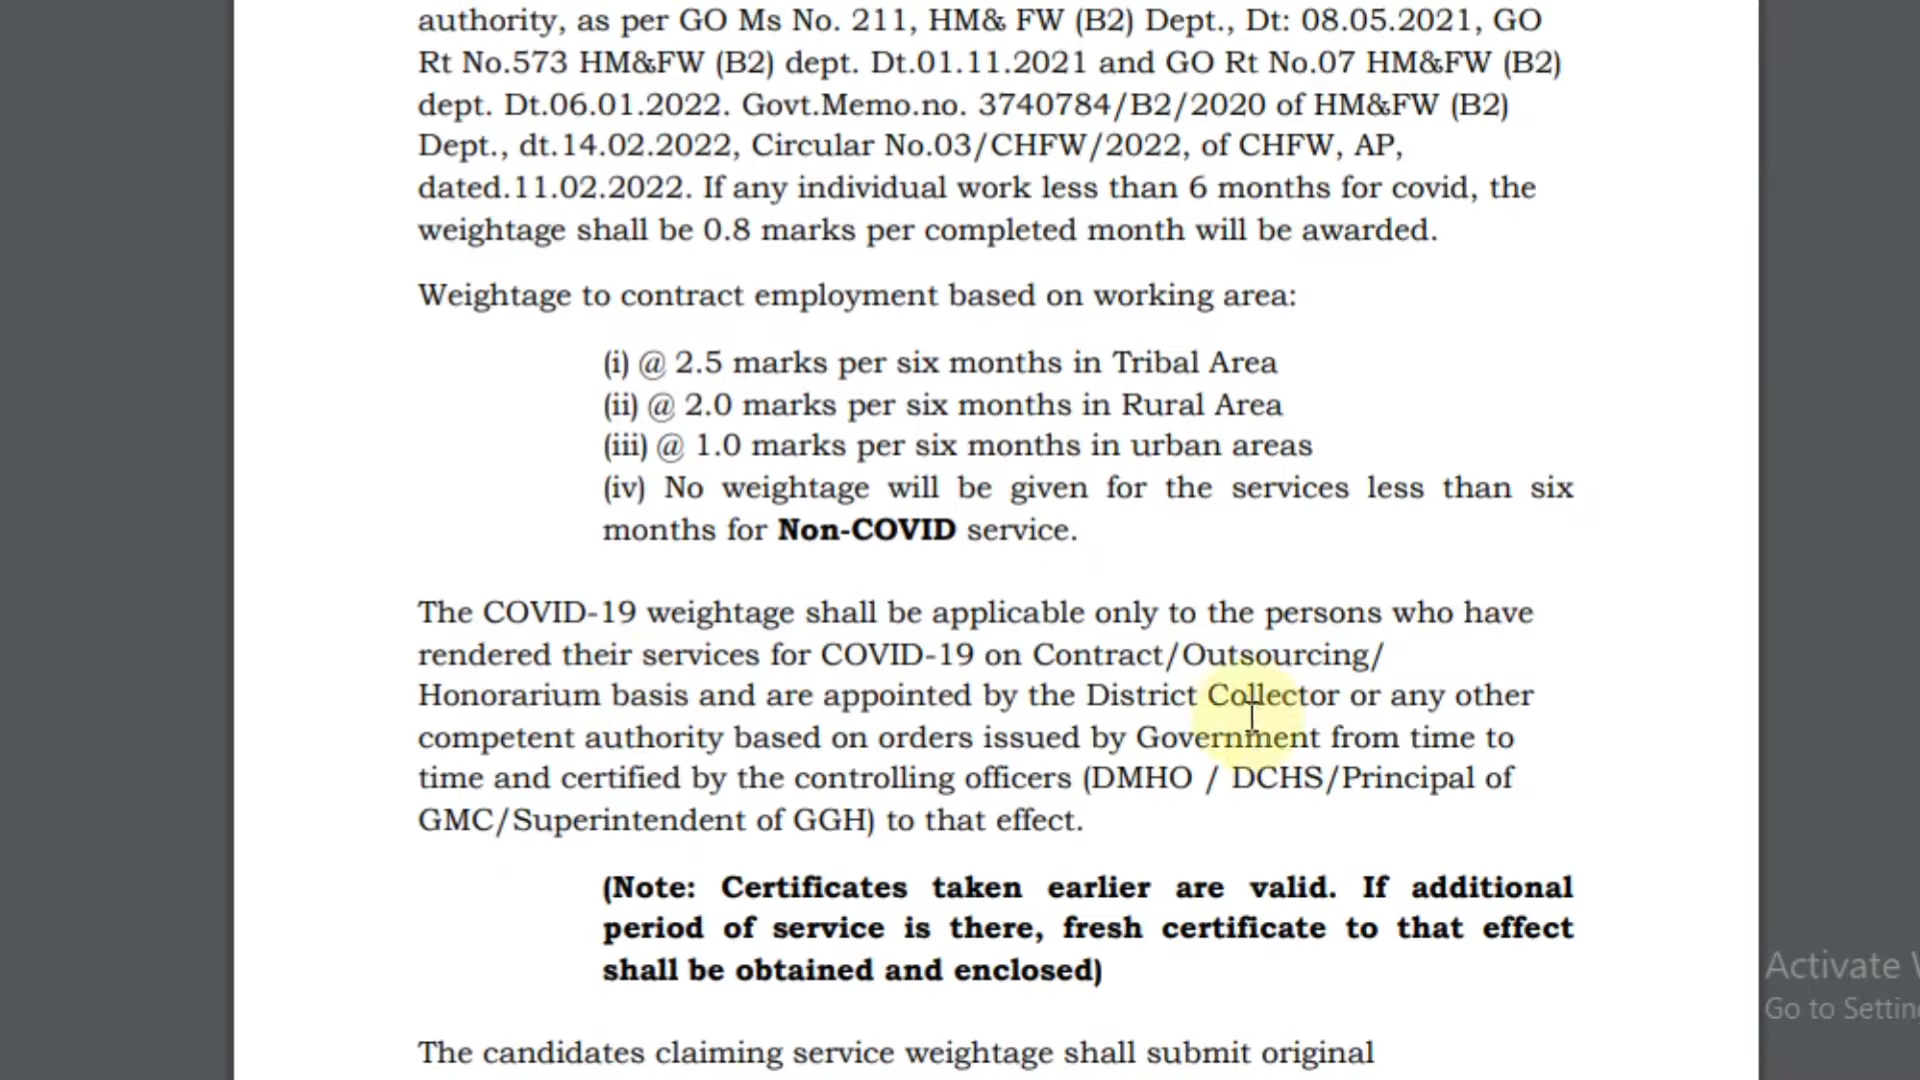 authority, as per GO Ms No. 211, HM& FW (B2) Dept., Dt: 08.05.2021, GO
Rt No.573 HM&FW (B2) dept. Dt.01.11.2021 and GO Rt No.07 HM&FW (B2)
dept. Dt.06.01.2022. Govt.Memo.no. 3740784/B2/2020 of HM&FW (B2)
Dept., dt.14.02.2022, Circular No.03/CHFW/2022, of CHFW, AP,
dated.11.02.2022. If any individual work less than 6 months for covid, the
weightage shall be 0.8 marks per completed month will be awarded.
Weightage to contract employment based on working area:
(i) @ 2.5 marks per six months in Tribal Area
(ii) @ 2.0 marks per six months in Rural Area
(iii) @ 1.0 marks per six months in urban areas
(iv) No weightage will be given for the services less than six
months for Non-COVID service.
The COVID-19 weightage shall be applicable only to the persons who have
rendered their services for COVID-19 on Contract/Outsourcing/
Honorarium basis and are appointed by the District Collector or any other
competent authority based on orders issued by Government from time to
time and certified by the controlling officers (DMHO / DCHS/Principal of
GMC/Superintendent of GGH) to that effect.
(Note: Certificates taken earlier are valid. If additional
period of service is there, fresh certificate to that effect
shall be obtained and enclosed)
Activate
Go to
The candidates claiming service weightage shall submit original